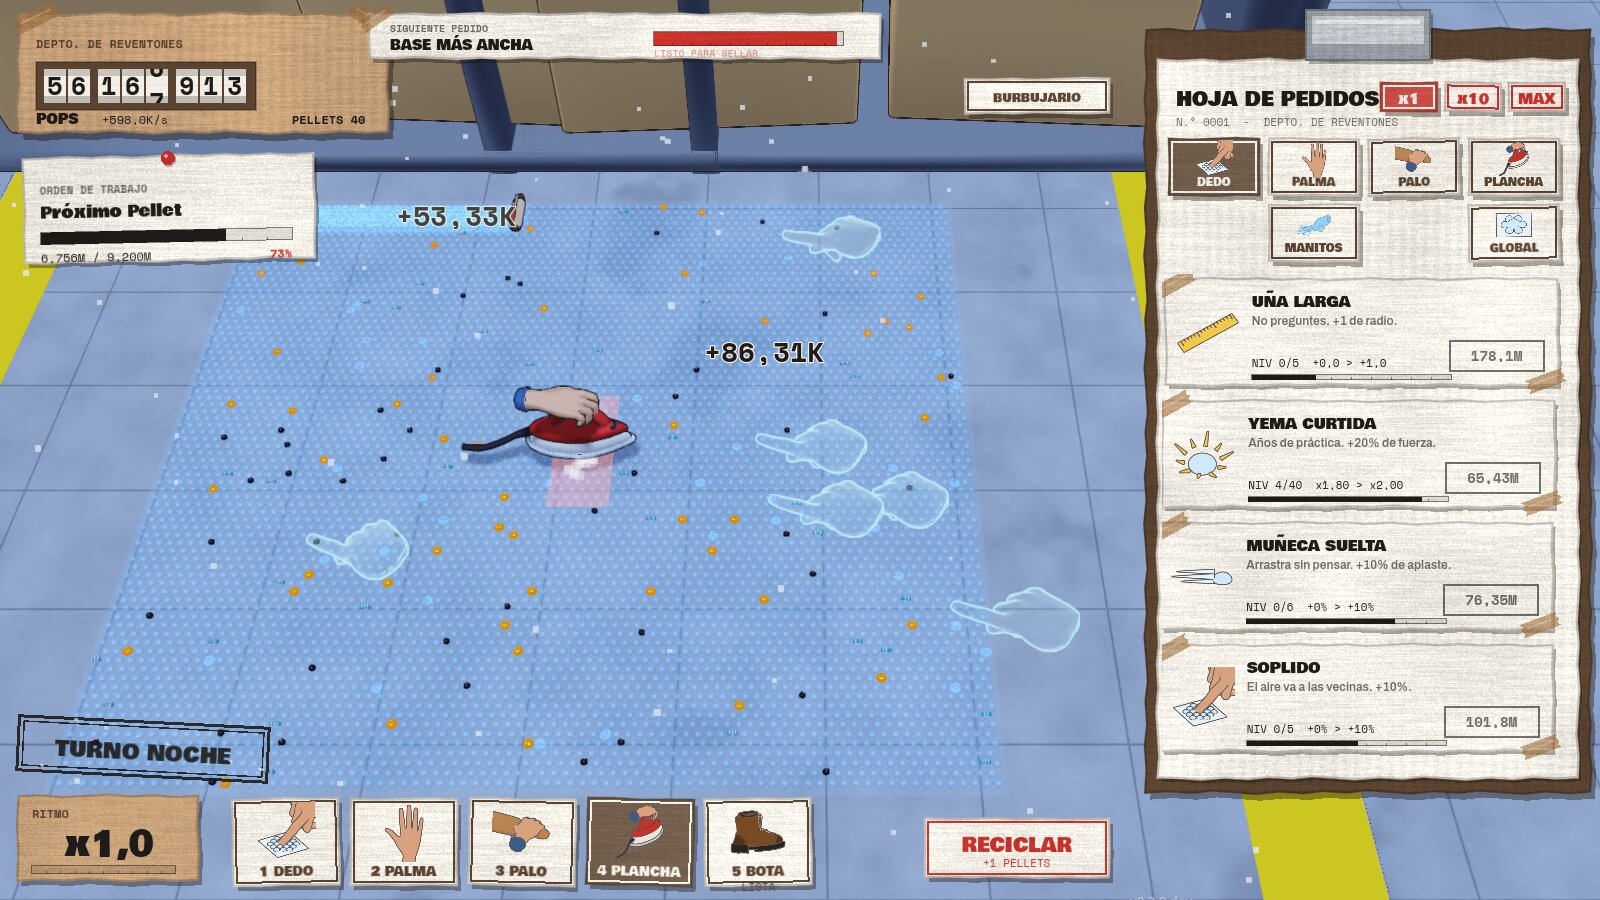 DEPTO. DE REVENTONES
56 16 7 913
POPS +598,0K/s PELLETS 40
SIGUIENTE PEDIDO
BASE MÁS ANCHA
LISTO PARA SELLAR
BURBUJARIO
ORDEN DE TRABAJO
Próximo Pellet
6,756M / 9,200M 73%
+53,33K
+86,31K
TURNO NOCHE
RITMO
x1,0
1 DEDO
2 PALMA
3 PALO
4 PLANCHA
5 BOTA
LISTA
RECICLAR
+1 PELLETS
HOJA DE PEDIDOS x1 x10 MAX
N.° 0001 - DEPTO. DE REVENTONES
DEDO PALMA PALO PLANCHA
MANITOS GLOBAL
UÑA LARGA
No preguntes. +1 de radio.
NIV 0/5 +0,0 > +1,0 178,1M
YEMA CURTIDA
Años de práctica. +20% de fuerza.
NIV 4/40 x1,80 > x2,00 65,43M
MUÑECA SUELTA
Arrastra sin pensar. +10% de aplaste.
NIV 0/6 +0% > +10% 76,35M
SOPLIDO
El aire va a las vecinas. +10%.
NIV 0/5 +0% > +10% 101,8M